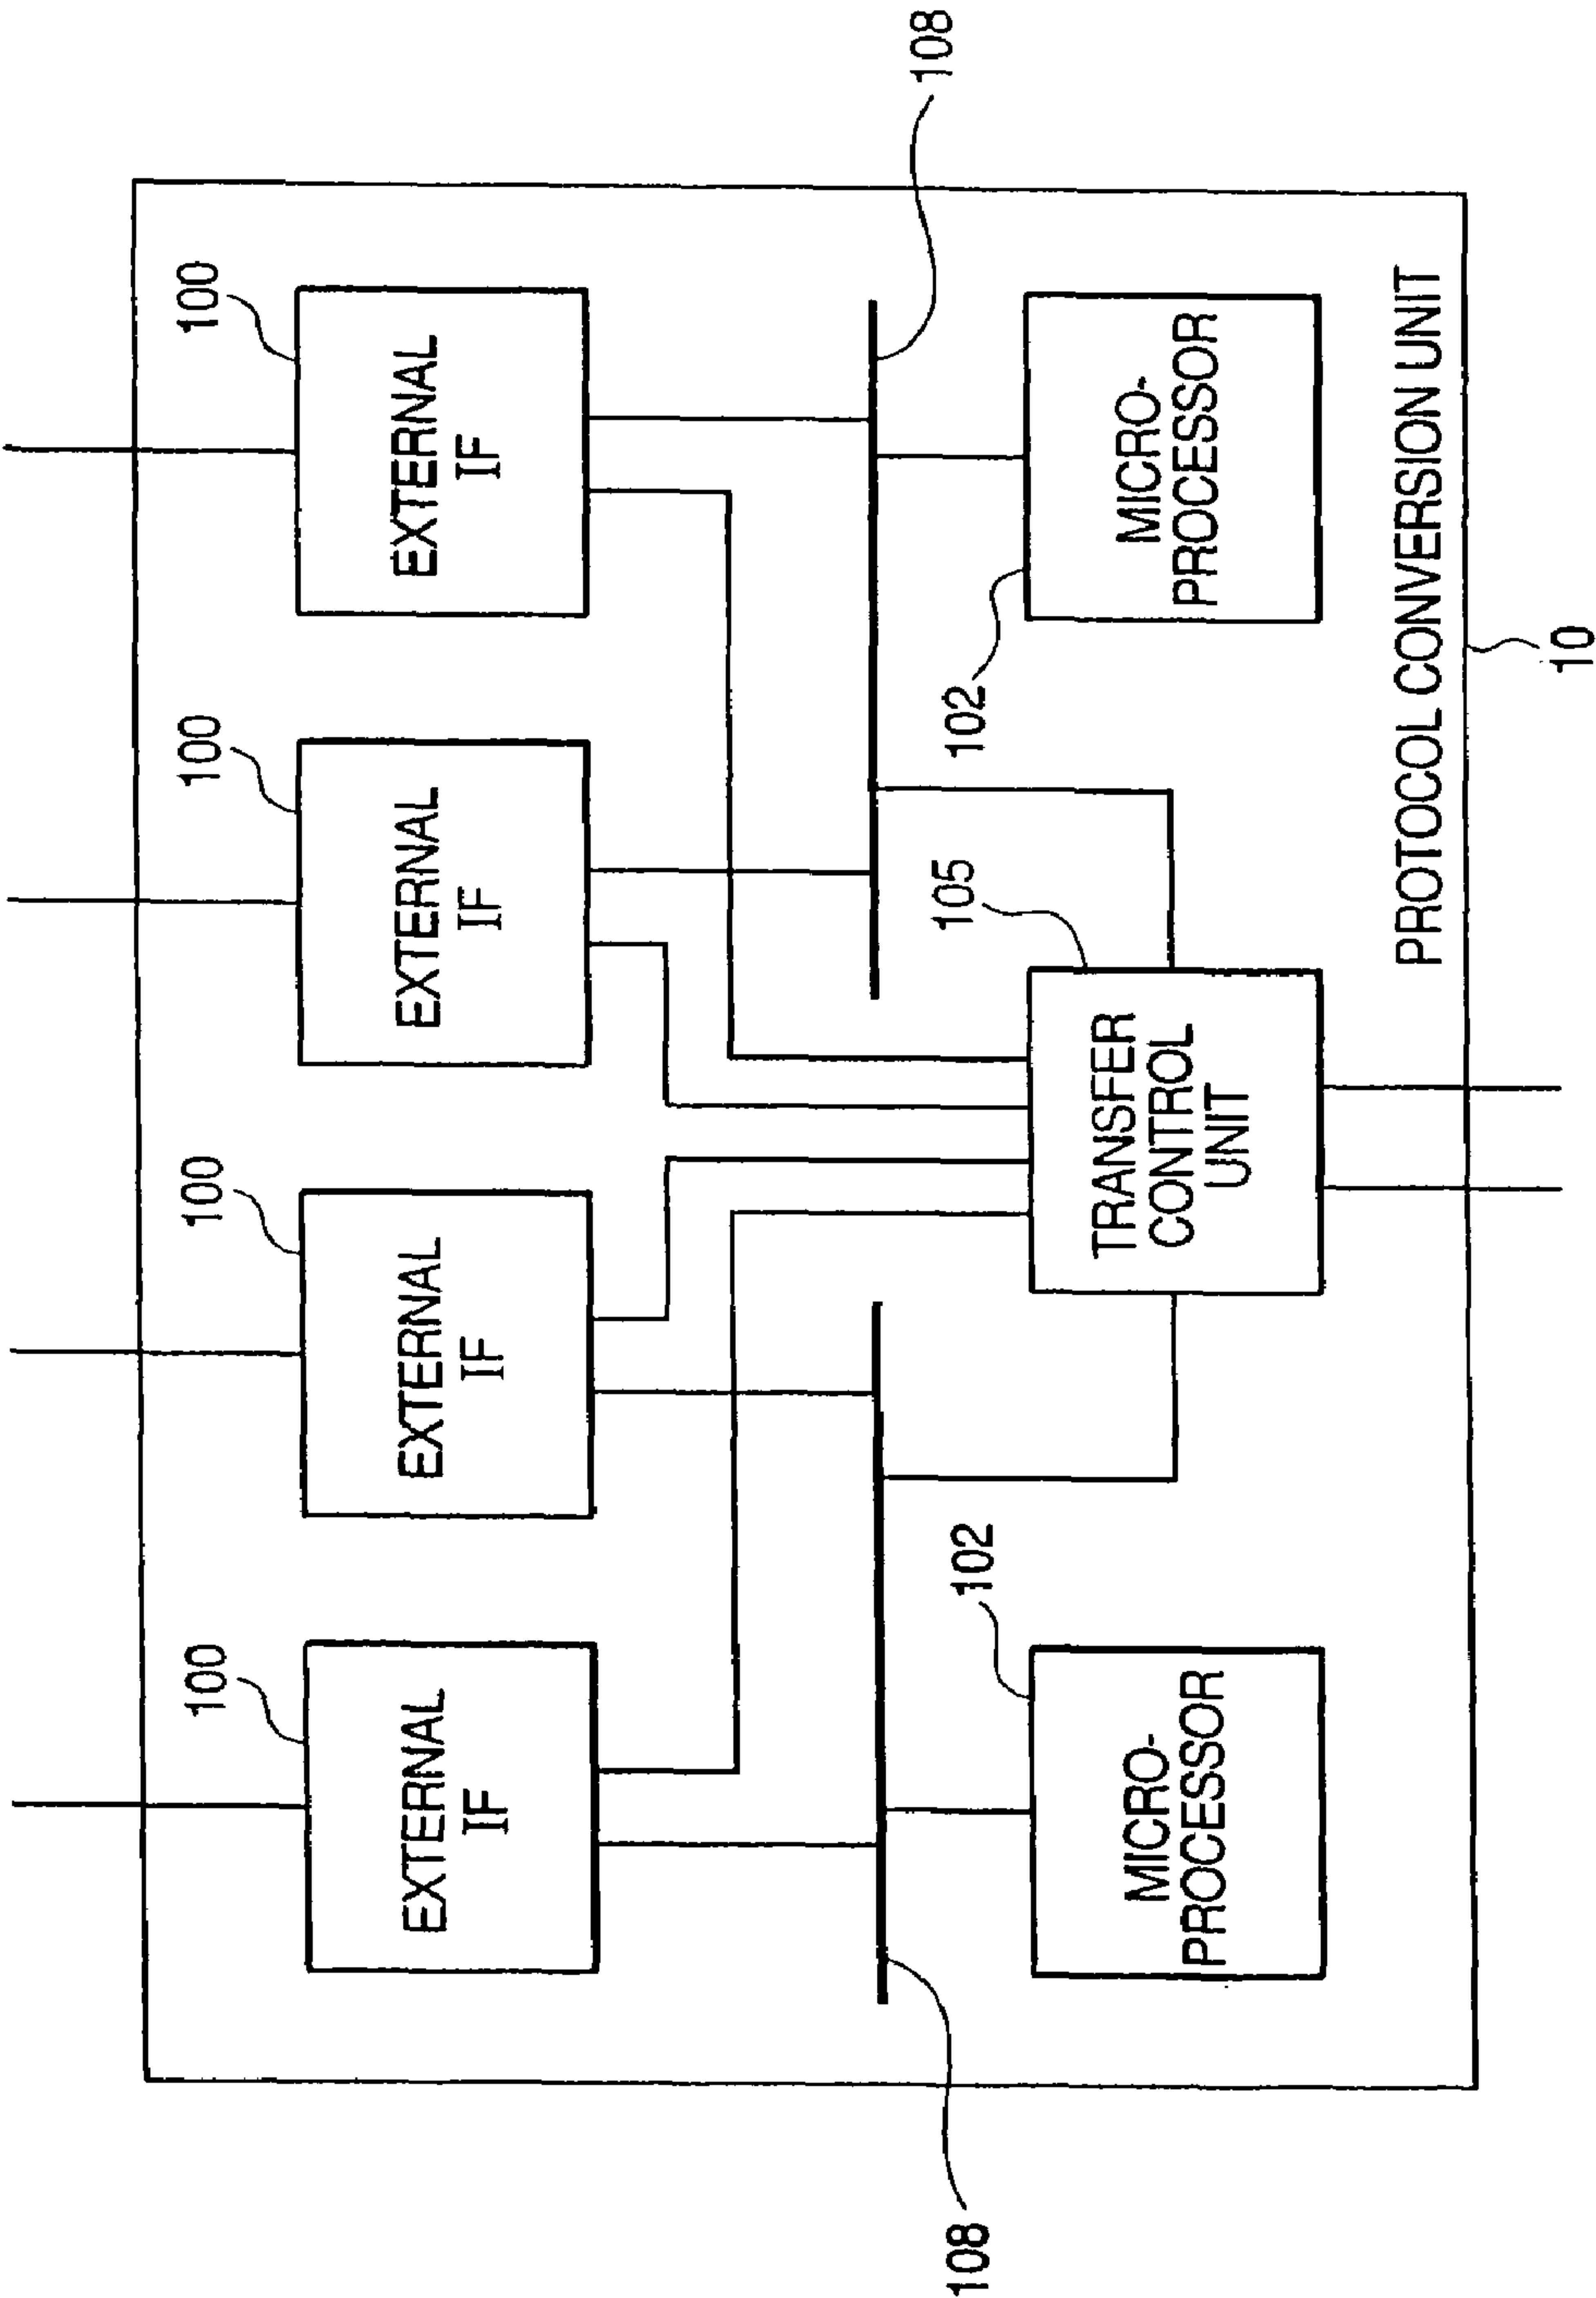 100
100
100
100
EXTERNAL
IF
EXTERNAL
IF
EXTERNAL
IF
EXTERNAL
IF
108
108
102
105
102
MICRO-
PROCESSOR
TRANSFER
CONTROL
UNIT
MICRO-
PROCESSOR
PROTOCOL CONVERSION UNIT
10